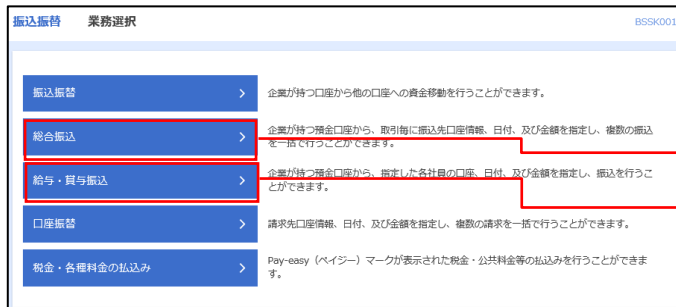 振込振替 業務選択 BSSK001
振込振替 企業が持つ口座から他の口座への資金移動を行うことができます。
総合振込 企業が持つ預金口座から、取引毎に振込先口座情報、日付、及び金額を指定し、複数の振込
を一括で行うことができます。
給与・賞与振込 企業が持つ預金口座から、指定した各社員の口座、日付、及び金額を指定し、振込を行うこ
とができます。
口座振替 請求先口座情報、日付、及び金額を指定し、複数の請求を一括で行うことができます。
税金・各種料金の払込み Pay-easy（ペイジー）マークが表示された税金・公共料金等の払込みを行うことができま
す。